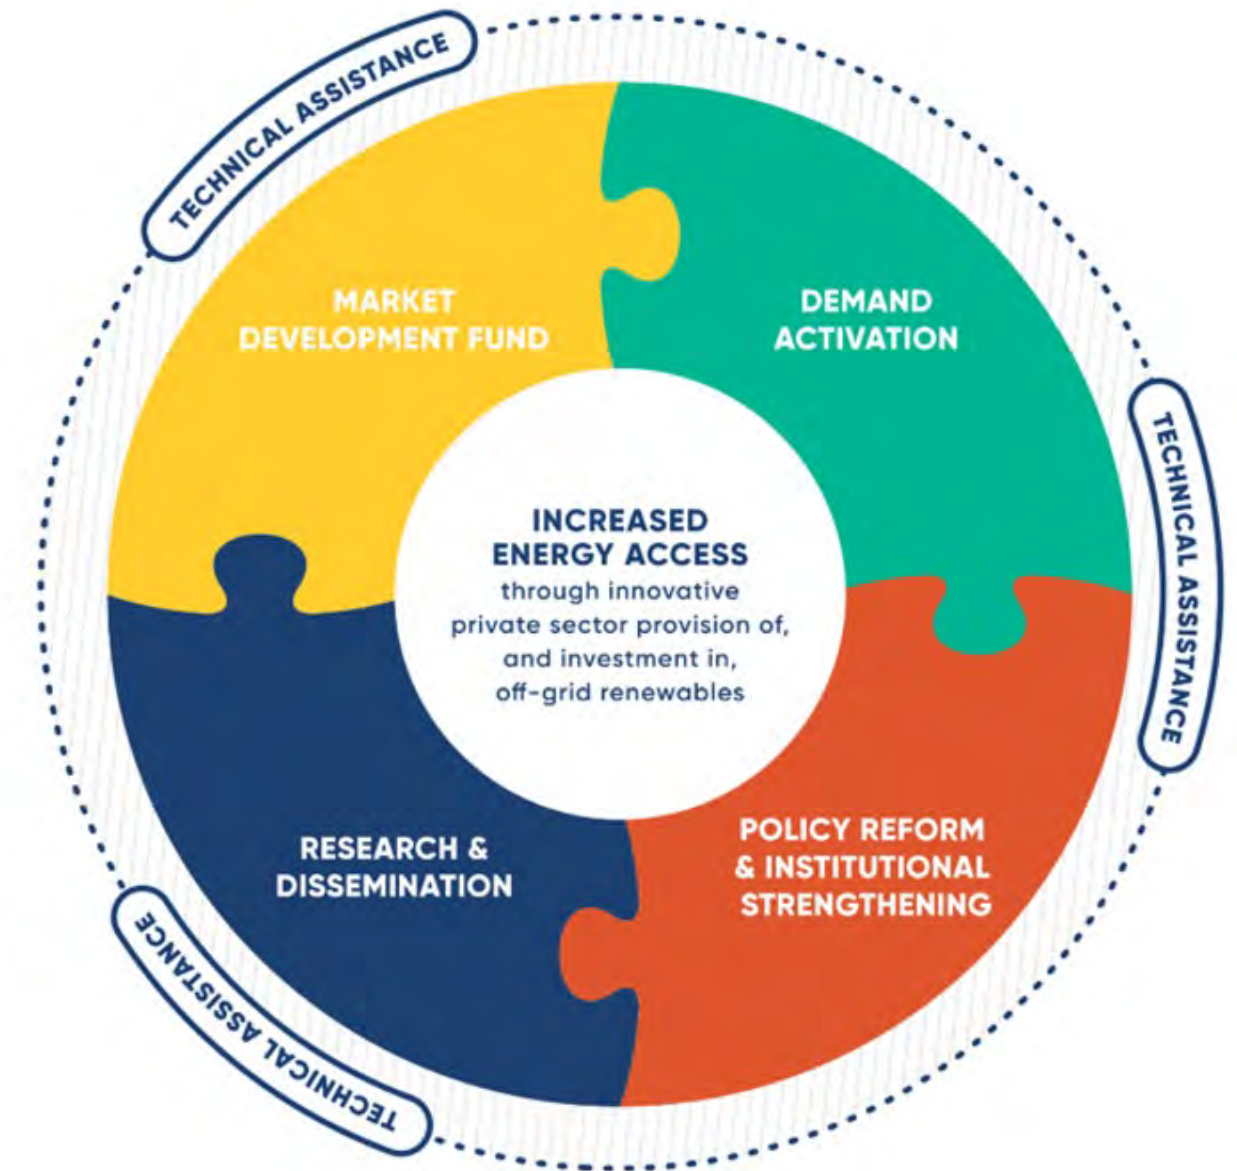 TECHNICAL ASSISTANCE
MARKET
DEVELOPMENT FUND
DEMAND
ACTIVATION
TECHNICAL ASSISTANCE
INCREASED
ENERGY ACCESS
through innovative
private sector provision of,
and investment in,
off-grid renewables
RESEARCH &
DISSEMINATION
POLICY REFORM
& INSTITUTIONAL
STRENGTHENING
TECHNICAL ASSISTANCE